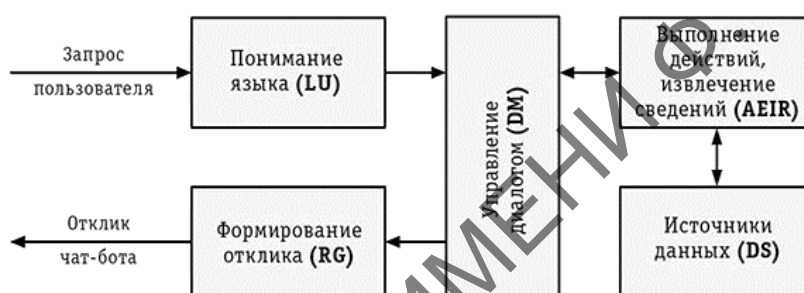 Запрос
пользователя
Понимание
языка (LU)
Управление
диалогом (DM)
Выполнение
действий,
извлечение
сведений (AEIR)
Отклик
чат-бота
Формирование
отклика (RG)
Источники
данных (DS)
ИМЕНИ Ф.